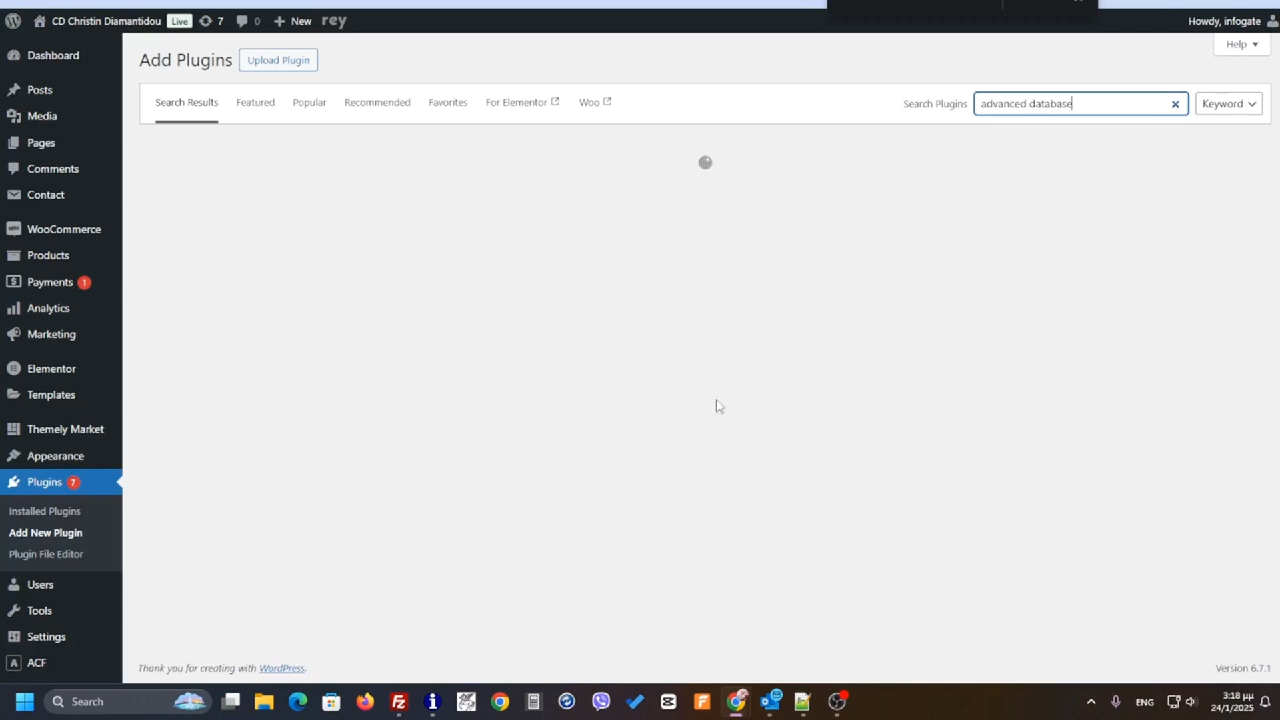 CD Christin Diamantidou
Live
7
0
New
rey
Howdy, infogate
Dashboard
Posts
Media
Pages
Comments
Contact
WooCommerce
Products
Payments 1
Analytics
Marketing
Elementor
Templates
Themely Market
Appearance
Plugins 7
Installed Plugins
Add New Plugin
Plugin File Editor
Users
Tools
Settings
ACF
Help
Add Plugins
Upload Plugin
Search Results
Featured
Popular
Recommended
Favorites
For Elementor
Woo
Search Plugins
advanced database
Keyword
Thank you for creating with WordPress.
Version 6.7.1
Search
ENG
3:18 μμ
24/1/2025